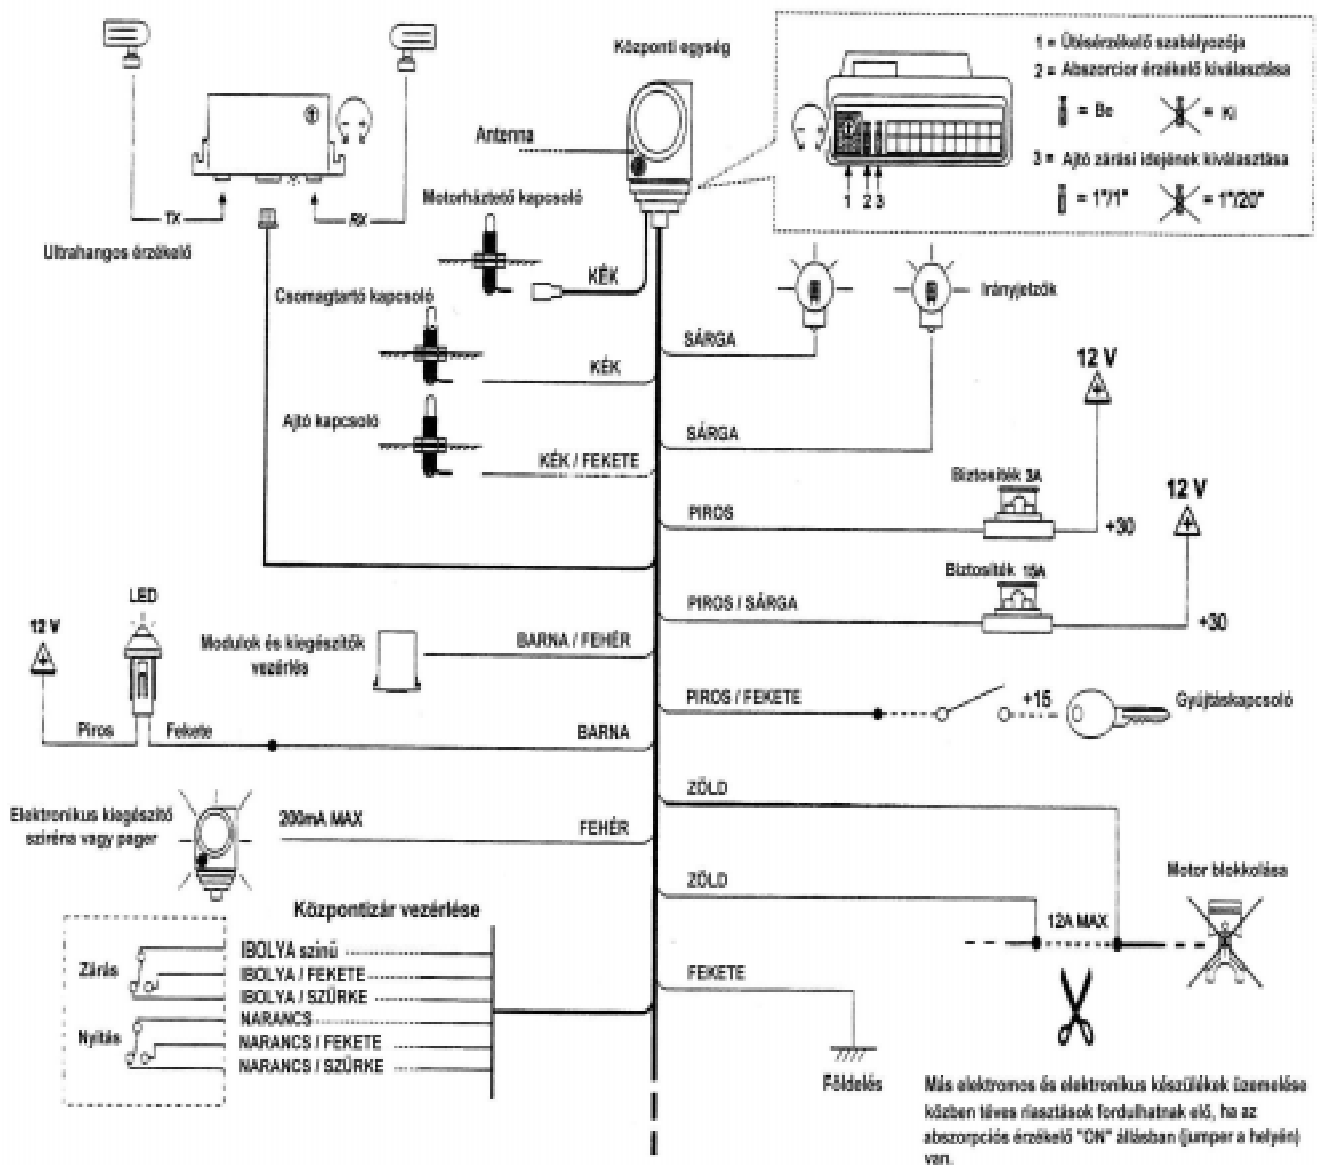 Központi egység
1 = Ütésérzékelő szabályozója
2 = Abszorcior érzékelő kiválasztása
= Be
= Ki
3 = Ajtó zárási idejének kiválasztása
= 1"/1"
= 1"/20"
1 2 3
Antenna
Motorháztető kapcsoló
TX
RX
Ultrahangos érzékelő
KÉK
Csomagtartó kapcsoló
Irányjelzők
SÁRGA
KÉK
12 V
Ajtó kapcsoló
SÁRGA
KÉK / FEKETE
Biztosíték 3A
12 V
PIROS
+30
Biztosíték 15A
LED
PIROS / SÁRGA
+30
12 V
Modulok és kiegészítők
vezérlés
BARNA / FEHÉR
PIROS / FEKETE
+15
Gyújtáskapcsoló
Piros
Fekete
BARNA
ZÖLD
Elektronikus kiegészítő
sziréna vagy pager
200mA MAX
FEHÉR
ZÖLD
Motor blokkolása
Központizár vezérlése
12A MAX
Zárás
IBOLYA színű
IBOLYA / FEKETE
IBOLYA / SZÜRKE
FEKETE
Nyitás
NARANCS
NARANCS / FEKETE
NARANCS / SZÜRKE
Földelés
Más elektromos és elektronikus készülékek üzemelése
közben téves riasztások fordulhatnak elő, ha az
abszorpciós érzékelő "ON" állásban (jumper a helyén)
van.